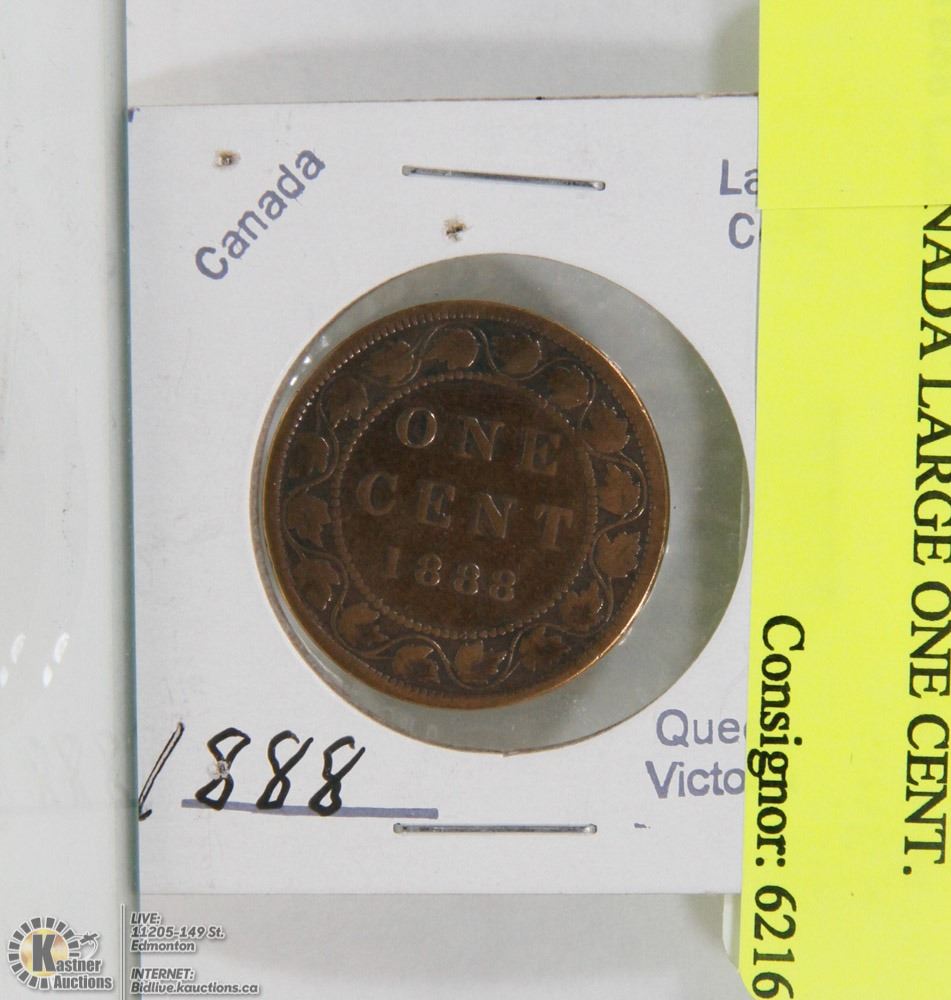 Canada
La
C
ONE
CENT
1888
1888
Que
Victo
NADA LARGE ONE CENT.
Consignor: 6216
Kastner
Auctions
LIVE:
11205-149 St.
Edmonton
INTERNET:
Bidlive.kauctions.ca